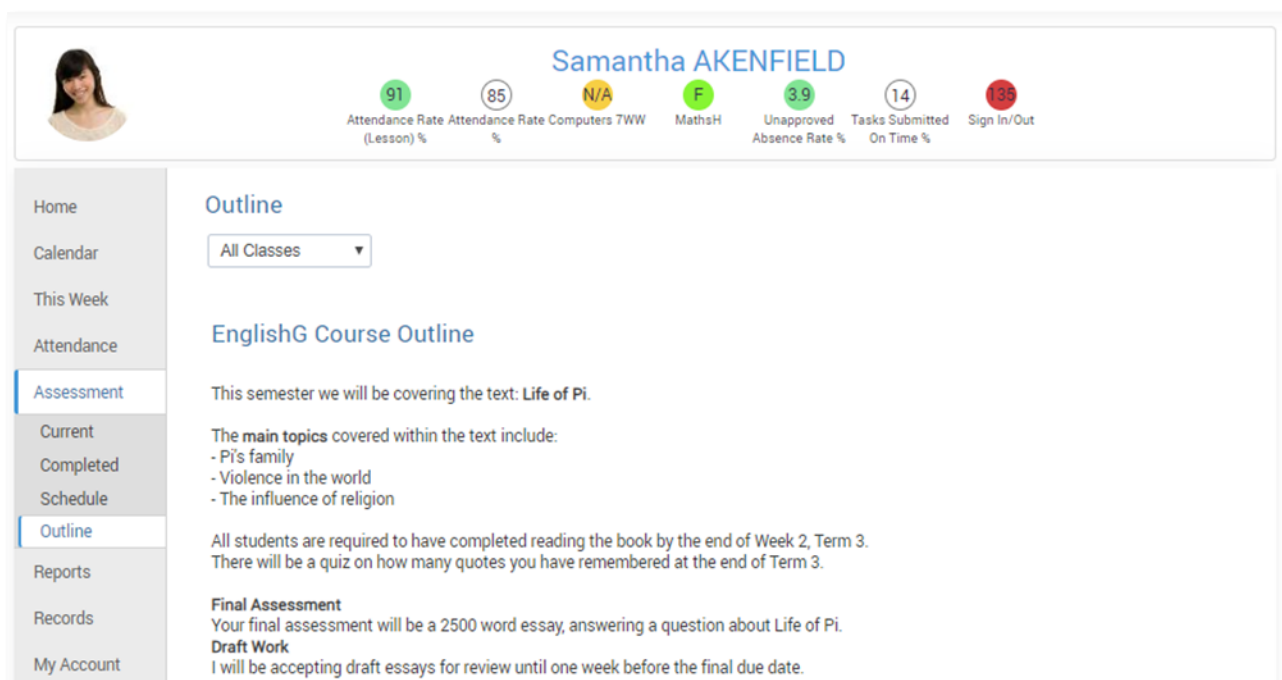 Samantha AKENFIELD
91 85 N/A F 3.9 14 135
Attendance Rate Attendance Rate Computers 7WW MathsH Unapproved Tasks Submitted Sign In/Out
(Lesson) % % Absence Rate % On Time %
Home
Calendar
This Week
Attendance
Assessment
Current
Completed
Schedule
Outline
Reports
Records
My Account
Outline
All Classes
EnglishG Course Outline
This semester we will be covering the text: Life of Pi.
The main topics covered within the text include:
- Pi's family
- Violence in the world
- The influence of religion
All students are required to have completed reading the book by the end of Week 2, Term 3.
There will be a quiz on how many quotes you have remembered at the end of Term 3.
Final Assessment
Your final assessment will be a 2500 word essay, answering a question about Life of Pi.
Draft Work
I will be accepting draft essays for review until one week before the final due date.